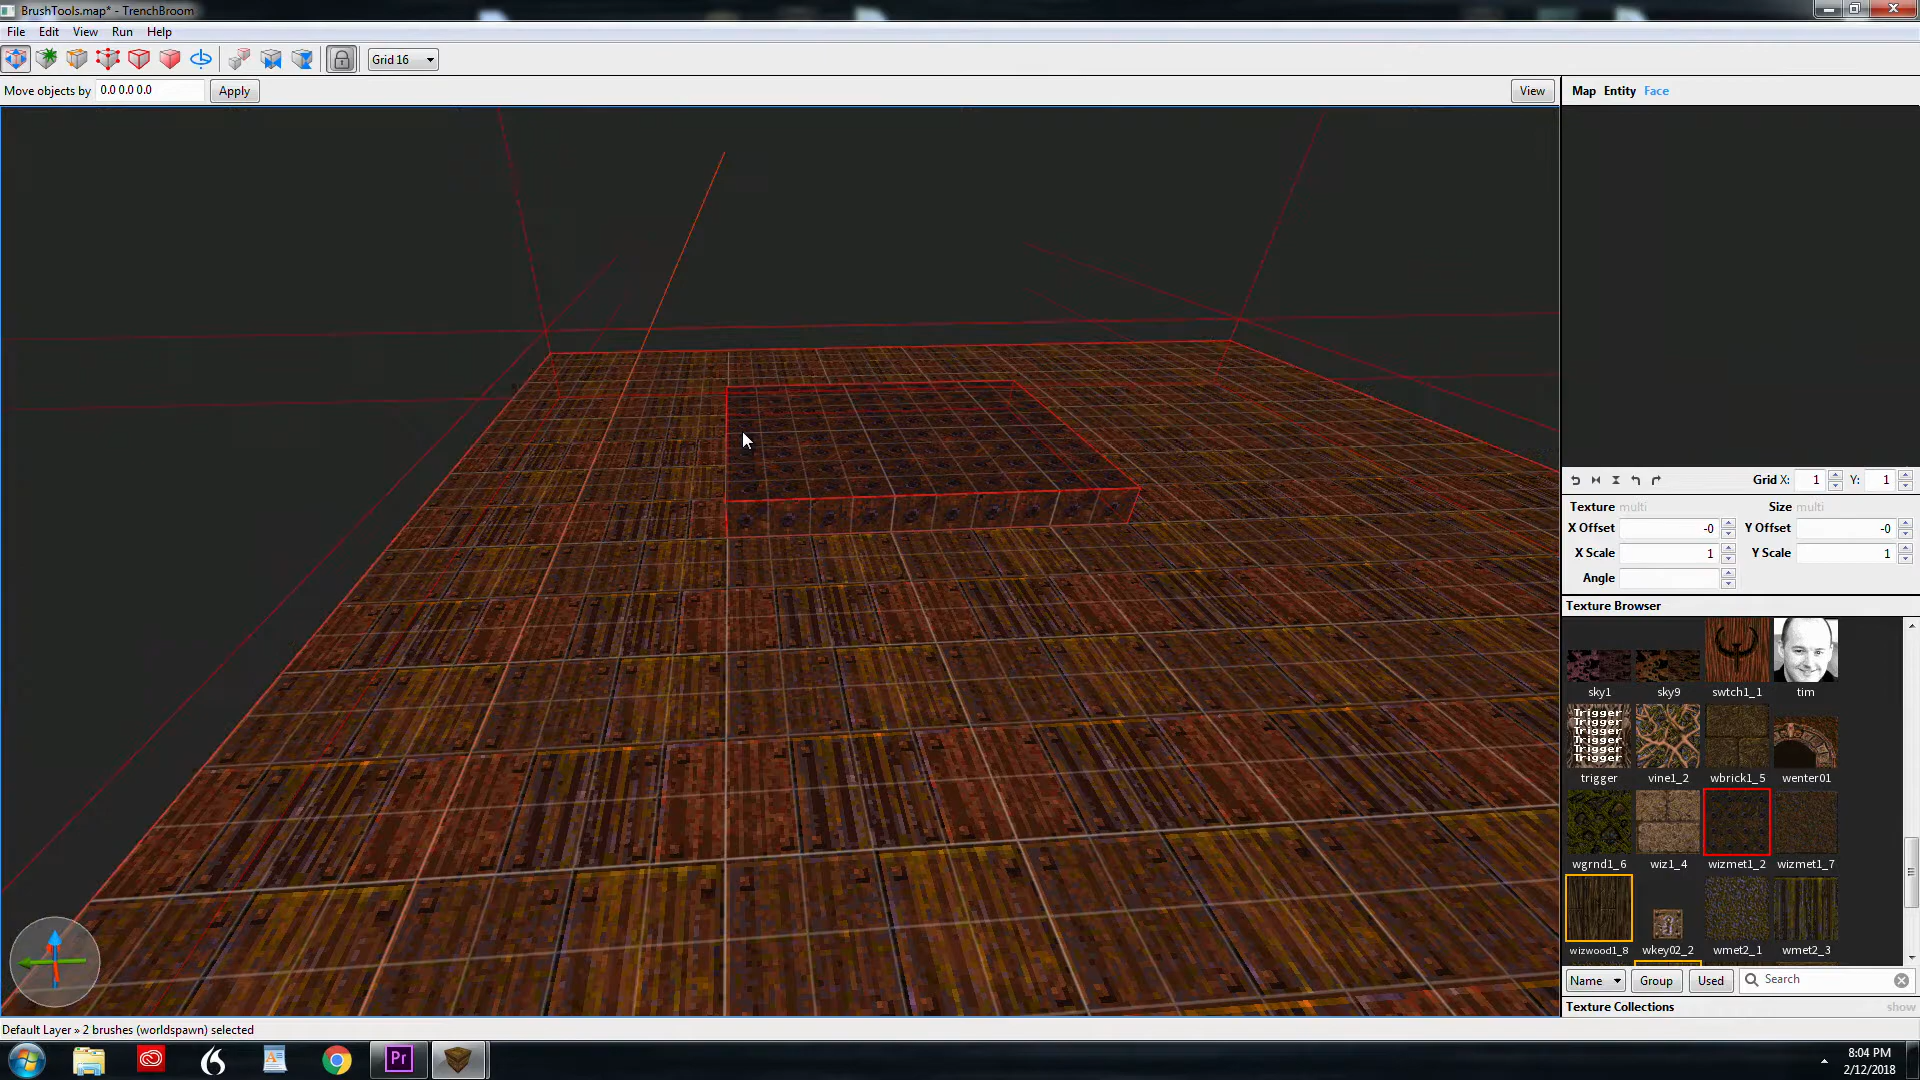 BrushTools.map* - TrenchBroom
File Edit View Run Help
Grid 16
Move objects by 0.0 0.0 0.0 Apply View
Map Entity Face
Grid X: 1 Y: 1
Texture multi Size multi
X Offset -0 Y Offset -0
X Scale 1 Y Scale 1
Angle
Texture Browser
sky1 sky9 swtch1_1 tim
Trigger
Trigger
Trigger
Trigger
Trigger
trigger vine1_2 wbrick1_5 wenter01
wgrnd1_6 wiz1_4 wizmet1_2 wizmet1_7
wizwood1_8 wkey02_2 wmet2_1 wmet2_3
Name Group Used Search
Texture Collections show
Default Layer » 2 brushes (worldspawn) selected
Pr
8:04 PM
2/12/2018